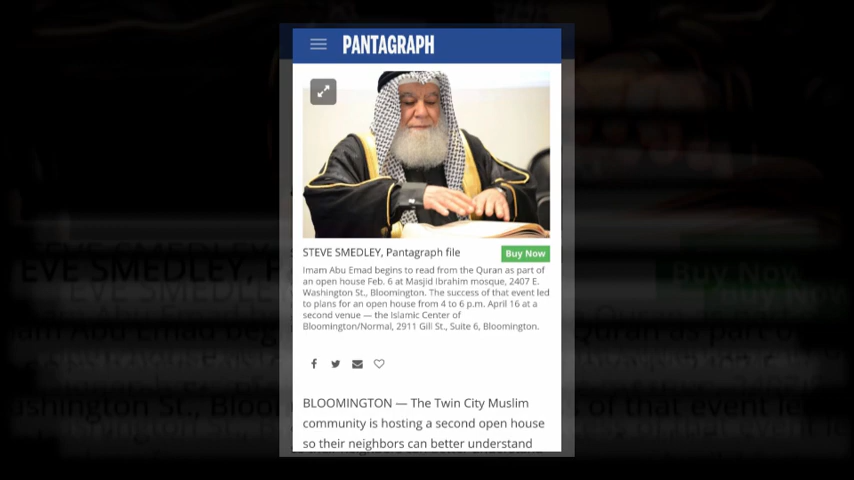 PANTAGRAPH
STEVE SMEDLEY, Pantagraph file
Buy Now
Imam Abu Emad begins to read from the Quran as part of
an open house Feb. 6 at Masjid Ibrahim mosque, 2407 E.
Washington St., Bloomington. The success of that event led
to plans for an open house from 4 to 6 p.m. April 16 at a
second venue — the Islamic Center of
Bloomington/Normal, 2911 Gill St., Suite 6, Bloomington.
BLOOMINGTON — The Twin City Muslim
community is hosting a second open house
so their neighbors can better understand